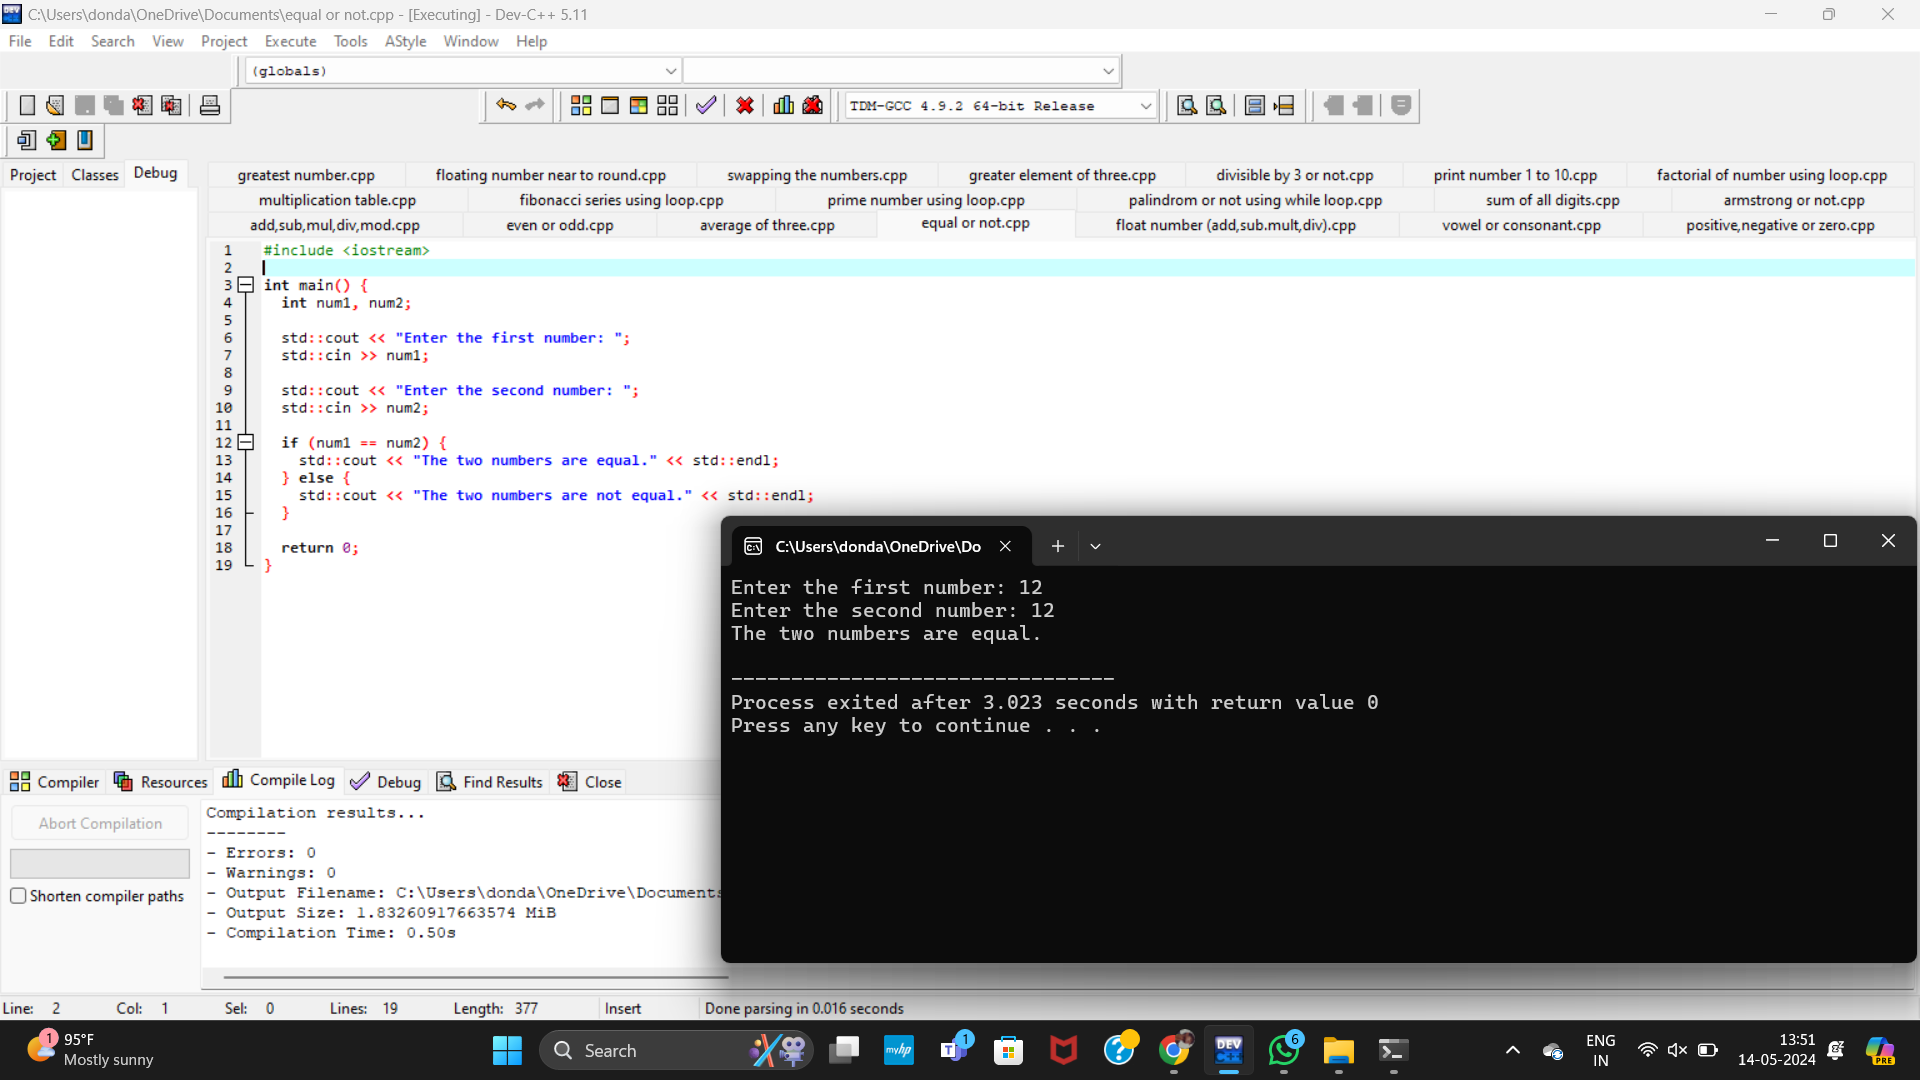 C:\Users\donda\OneDrive\Documents\equal or not.cpp - [Executing] - Dev-C++ 5.11
File Edit Search View Project Execute Tools AStyle Window Help
(globals)
TDM-GCC 4.9.2 64-bit Release
Project Classes Debug
greatest number.cpp floating number near to round.cpp swapping the numbers.cpp greater element of three.cpp divisible by 3 or not.cpp print number 1 to 10.cpp factorial of number using loop.cpp
multiplication table.cpp fibonacci series using loop.cpp prime number using loop.cpp palindrom or not using while loop.cpp sum of all digits.cpp armstrong or not.cpp
add,sub,mul,div,mod.cpp even or odd.cpp average of three.cpp equal or not.cpp float number (add,sub.mult,div).cpp vowel or consonant.cpp positive,negative or zero.cpp
1 #include <iostream>
2
3 int main() {
4 int num1, num2;
5
6 std::cout << "Enter the first number: ";
7 std::cin >> num1;
8
9 std::cout << "Enter the second number: ";
10 std::cin >> num2;
11
12 if (num1 == num2) {
13 std::cout << "The two numbers are equal." << std::endl;
14 } else {
15 std::cout << "The two numbers are not equal." << std::endl;
16 }
17
18 return 0;
19 }
C:\Users\donda\OneDrive\Do
Enter the first number: 12
Enter the second number: 12
The two numbers are equal.
--------------------------------
Process exited after 3.023 seconds with return value 0
Press any key to continue . . .
Compiler Resources Compile Log Debug Find Results Close
Abort Compilation
Shorten compiler paths
Compilation results...
--------
- Errors: 0
- Warnings: 0
- Output Filename: C:\Users\donda\OneDrive\Documents
- Output Size: 1.83260917663574 MiB
- Compilation Time: 0.50s
Line: 2 Col: 1 Sel: 0 Lines: 19 Length: 377 Insert Done parsing in 0.016 seconds
1
95°F
Mostly sunny
Search
myhp
1
DEV C++
6
ENG
IN
13:51
14-05-2024
PRE